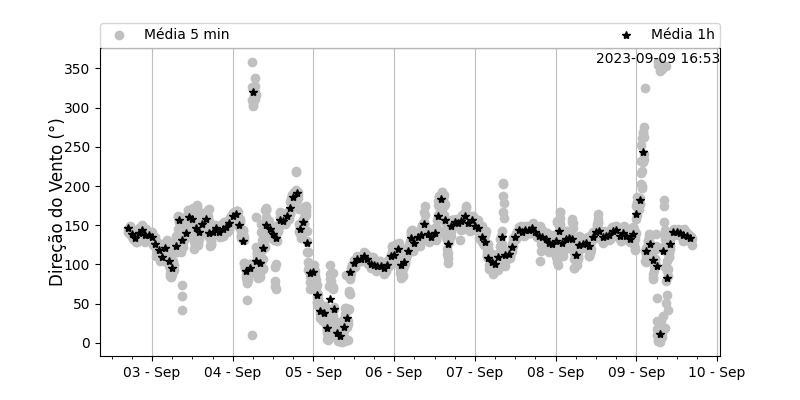 Média 5 min
Média 1h
2023-09-09 16:53
Direção do Vento (°)
350
300
250
200
150
100
50
0
03 - Sep
04 - Sep
05 - Sep
06 - Sep
07 - Sep
08 - Sep
09 - Sep
10 - Sep